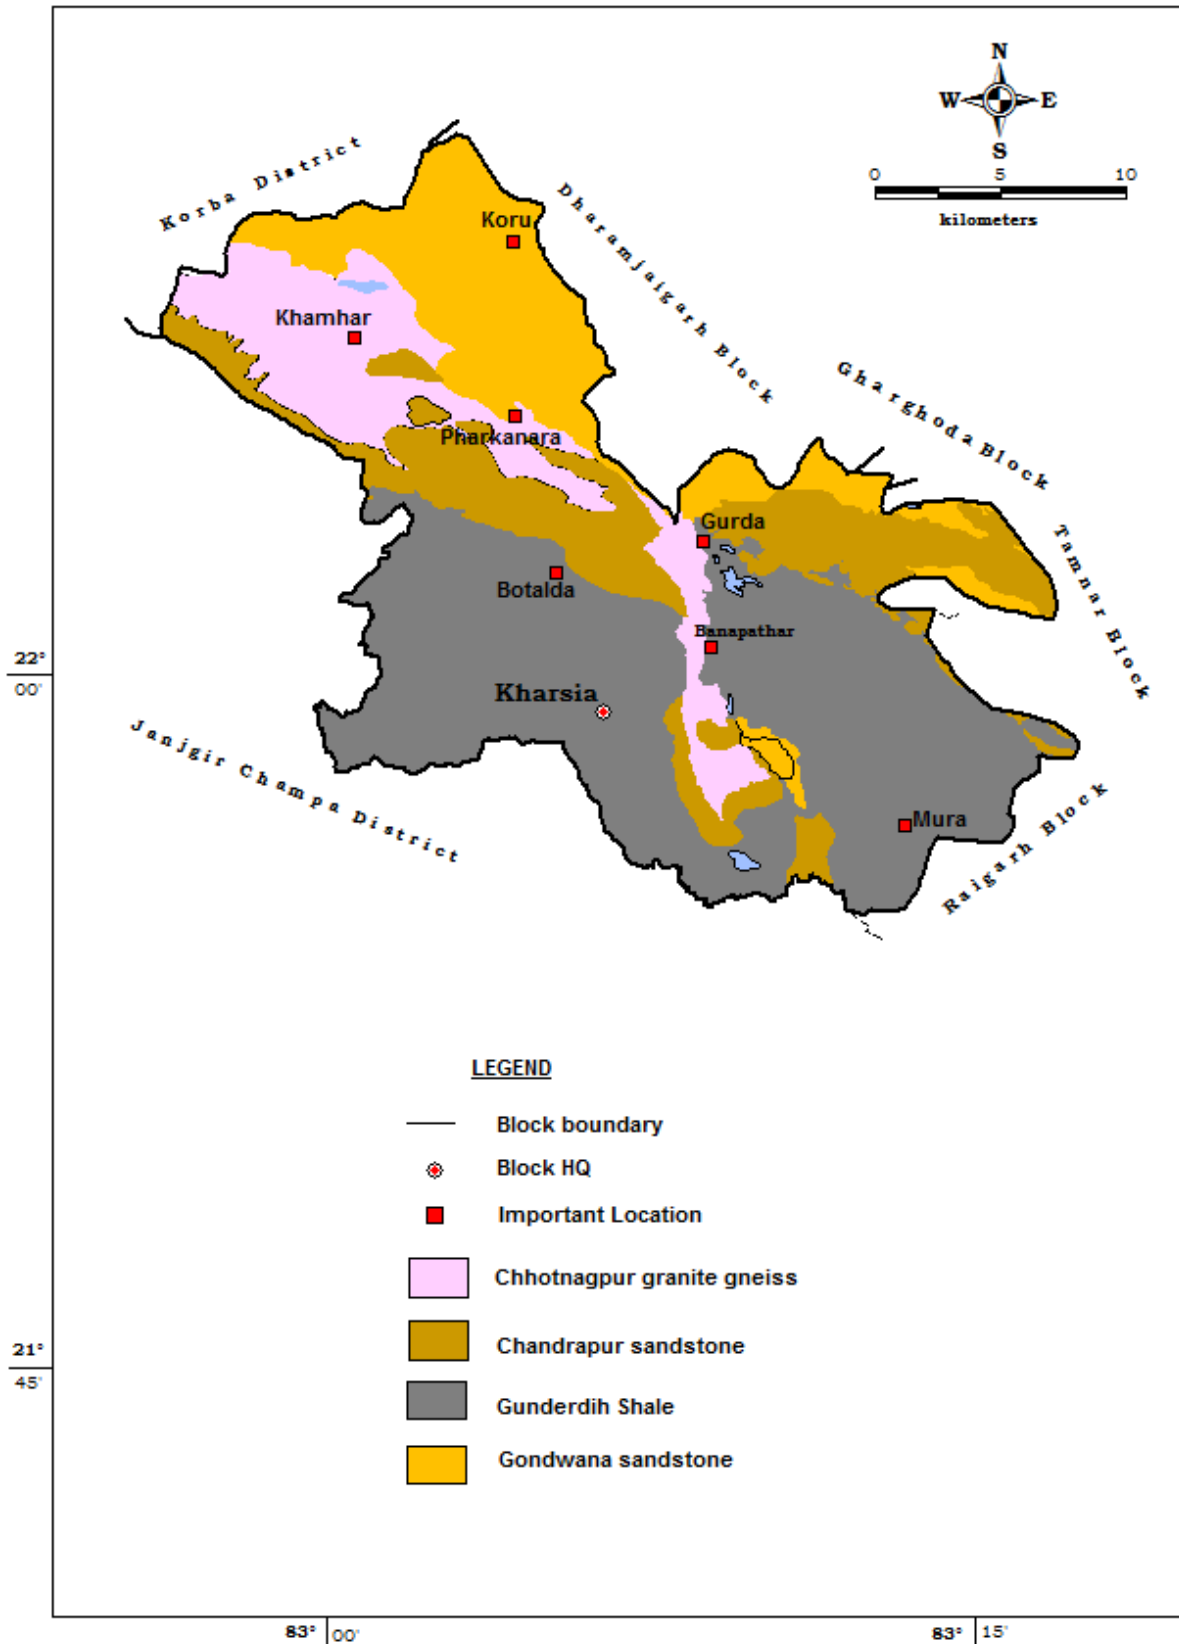 N
W E
S
0 5 10
kilometers
Korba District
Dharamjaigarh Block
Koru
Khamhar
Gharghoda Block
Pharkanara
Gurda
Tamnar Block
Botalda
Banapathar
22°
00'
Kharsia
Janjgir Champa District
Mura
Raigarh Block
LEGEND
Block boundary
Block HQ
Important Location
Chhotnagpur granite gneiss
Chandrapur sandstone
21°
45'
Gunderdih Shale
Gondwana sandstone
83° 00' 83° 15'